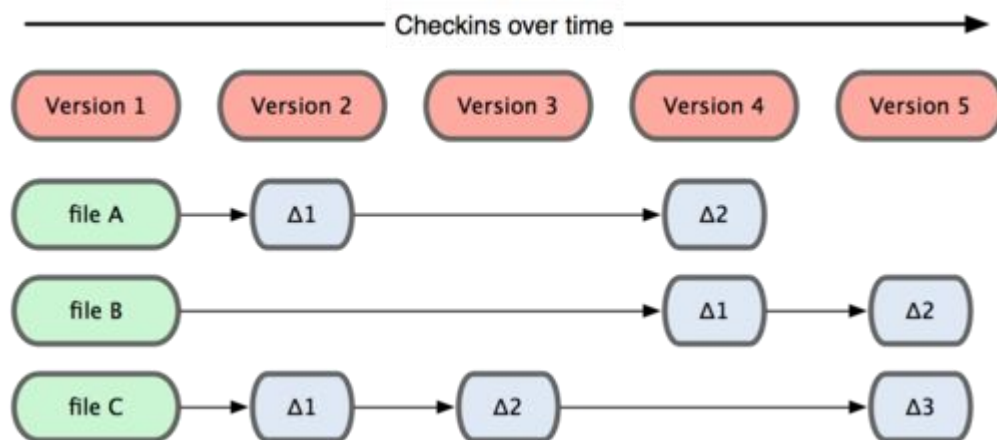 Checkins over time
Version 1 Version 2 Version 3 Version 4 Version 5
file A Δ1 Δ2
file B Δ1 Δ2
file C Δ1 Δ2 Δ3